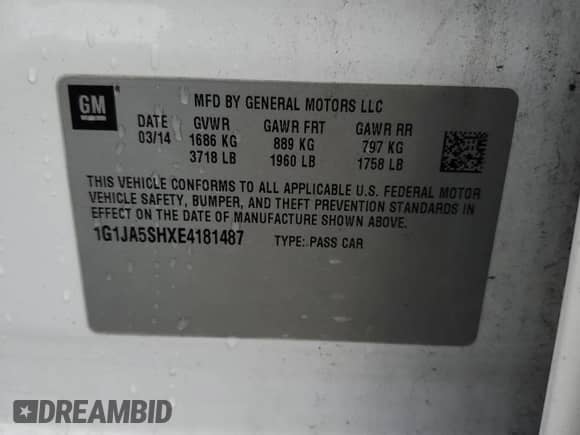 GM
MFD BY GENERAL MOTORS LLC
DATE GVWR GAWR FRT GAWR RR
03/14 1686 KG 889 KG 797 KG
3718 LB 1960 LB 1758 LB
THIS VEHICLE CONFORMS TO ALL APPLICABLE U.S. FEDERAL MOTOR
VEHICLE SAFETY, BUMPER, AND THEFT PREVENTION STANDARDS IN
EFFECT ON THE DATE OF MANUFACTURE SHOWN ABOVE.
1G1JA5SHXE4181487 TYPE: PASS CAR
DREAMBID